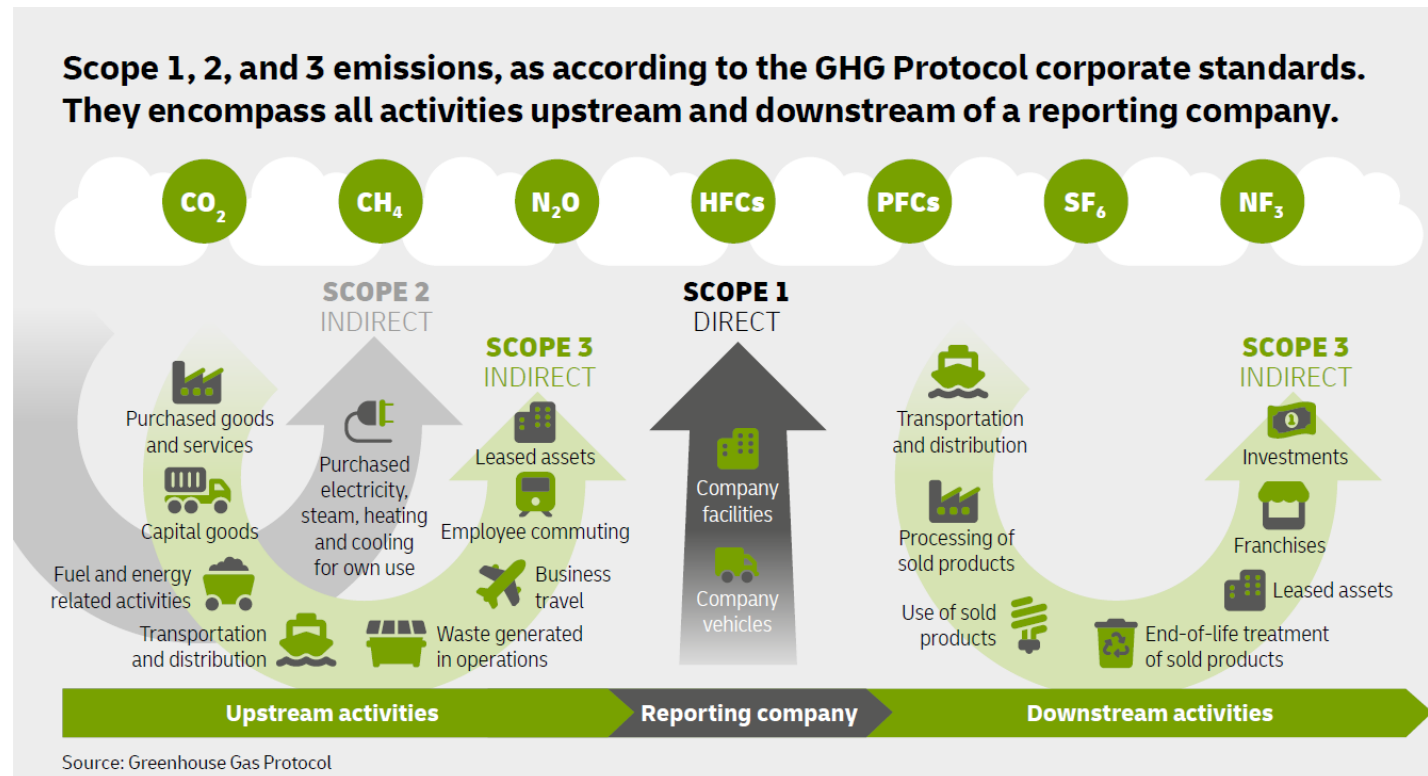 Scope 1, 2, and 3 emissions, as according to the GHG Protocol corporate standards.
They encompass all activities upstream and downstream of a reporting company.
CO₂
CH₄
N₂O
HFCs
PFCs
SF₆
NF₃
SCOPE 2
INDIRECT
SCOPE 1
DIRECT
SCOPE 3
INDIRECT
SCOPE 3
INDIRECT
Purchased goods
and services
Capital goods
Fuel and energy
related activities
Transportation
and distribution
Purchased
electricity,
steam, heating
and cooling
for own use
Leased assets
Employee commuting
Business
travel
Waste generated
in operations
Company
facilities
Company
vehicles
Transportation
and distribution
Processing of
sold products
Use of sold
products
1
Investments
Franchises
Leased assets
End-of-life treatment
of sold products
Upstream activities
Reporting company
Downstream activities
Source: Greenhouse Gas Protocol